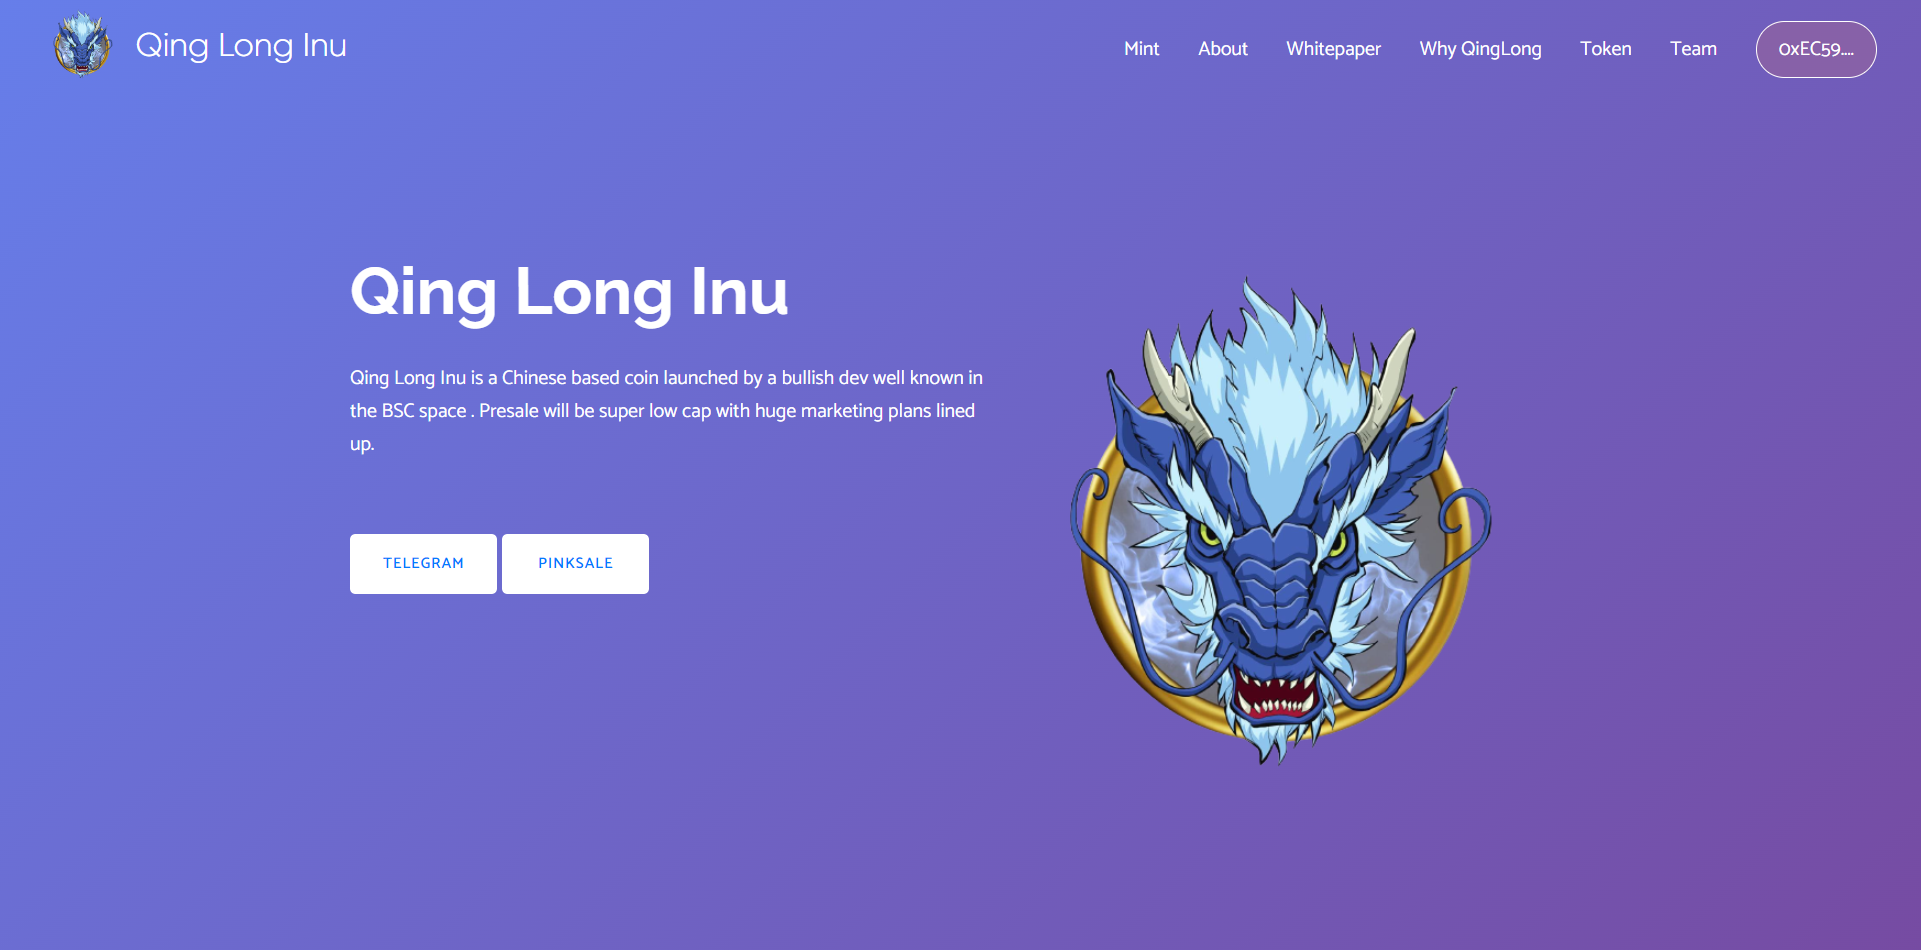 Qing Long Inu
Mint About Whitepaper Why QingLong Token Team 0xEC59....
Qing Long Inu
Qing Long Inu is a Chinese based coin launched by a bullish dev well known in
the BSC space . Presale will be super low cap with huge marketing plans lined
up.
TELEGRAM PINKSALE